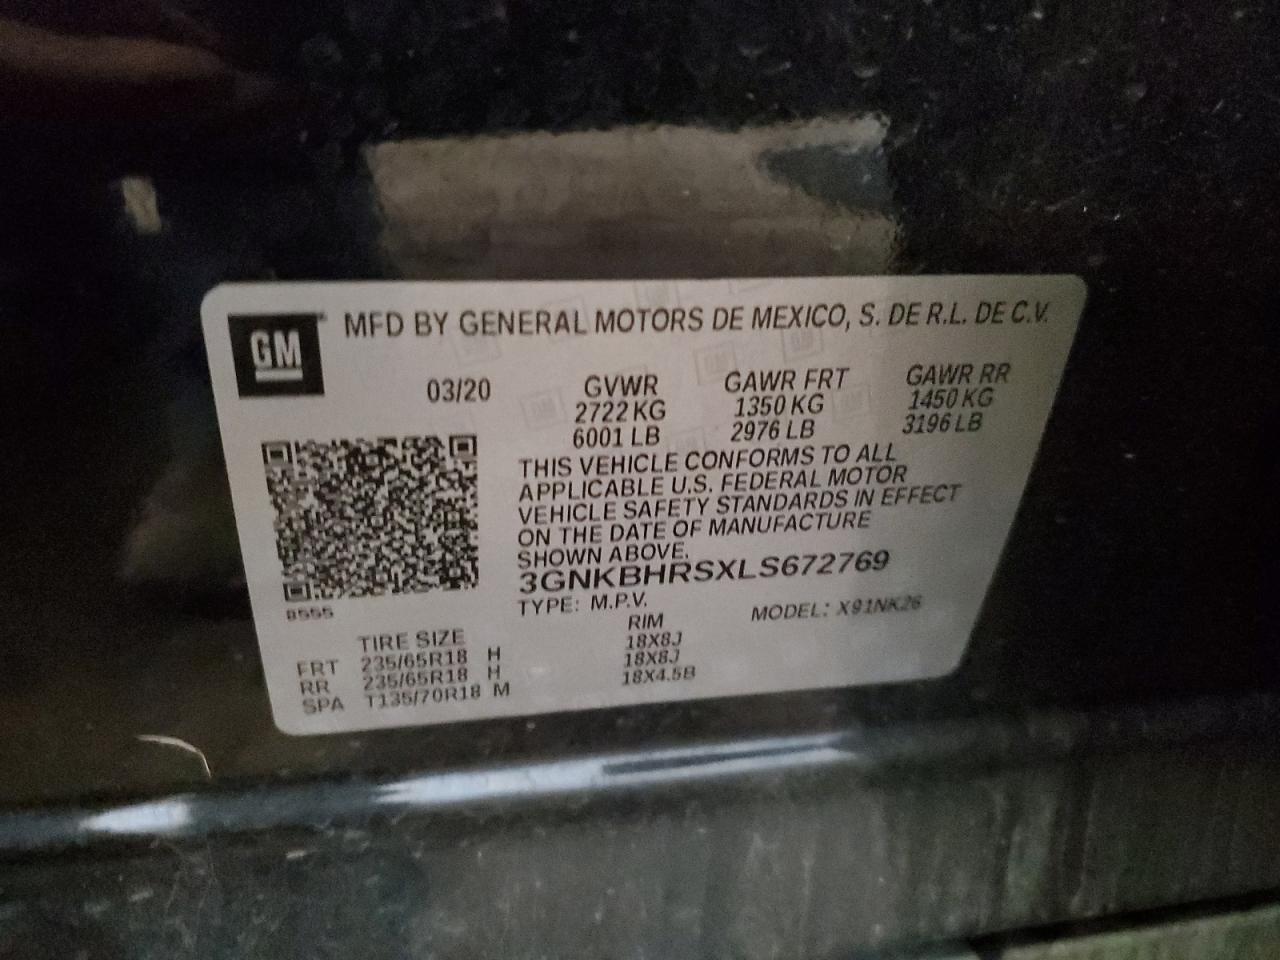 GM
MFD BY GENERAL MOTORS DE MEXICO, S. DE R.L. DE C.V.
03/20 GVWR GAWR FRT GAWR RR
2722 KG 1350 KG 1450 KG
6001 LB 2976 LB 3196 LB
THIS VEHICLE CONFORMS TO ALL
APPLICABLE U.S. FEDERAL MOTOR
VEHICLE SAFETY STANDARDS IN EFFECT
ON THE DATE OF MANUFACTURE
SHOWN ABOVE.
3GNKBHRSXLS672769
8555
TYPE: M.P.V. MODEL: X91NK26
TIRE SIZE RIM
FRT 235/65R18 H 18X8J
RR 235/65R18 H 18X8J
SPA T135/70R18 M 18X4.5B